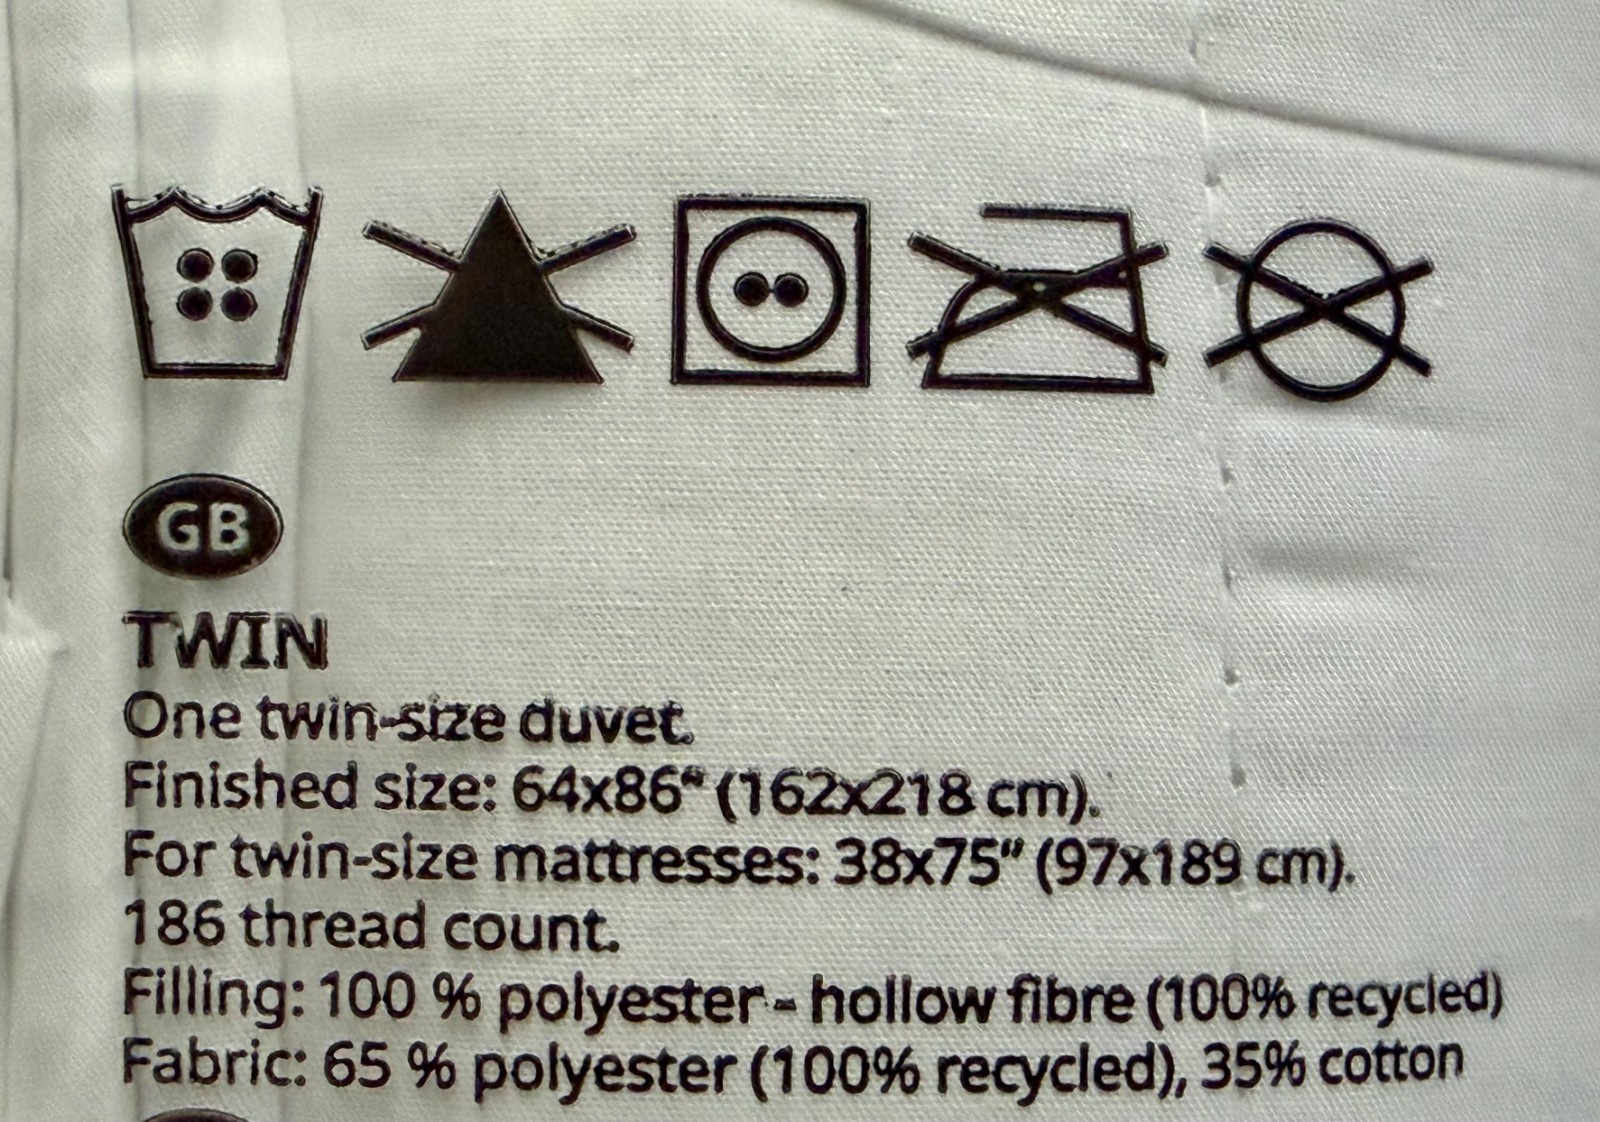 GB
TWIN
One twin-size duvet.
Finished size: 64x86“ (162x218 cm).
For twin-size mattresses: 38x75” (97x189 cm).
186 thread count.
Filling: 100 % polyester - hollow fibre (100% recycled)
Fabric: 65 % polyester (100% recycled), 35% cotton